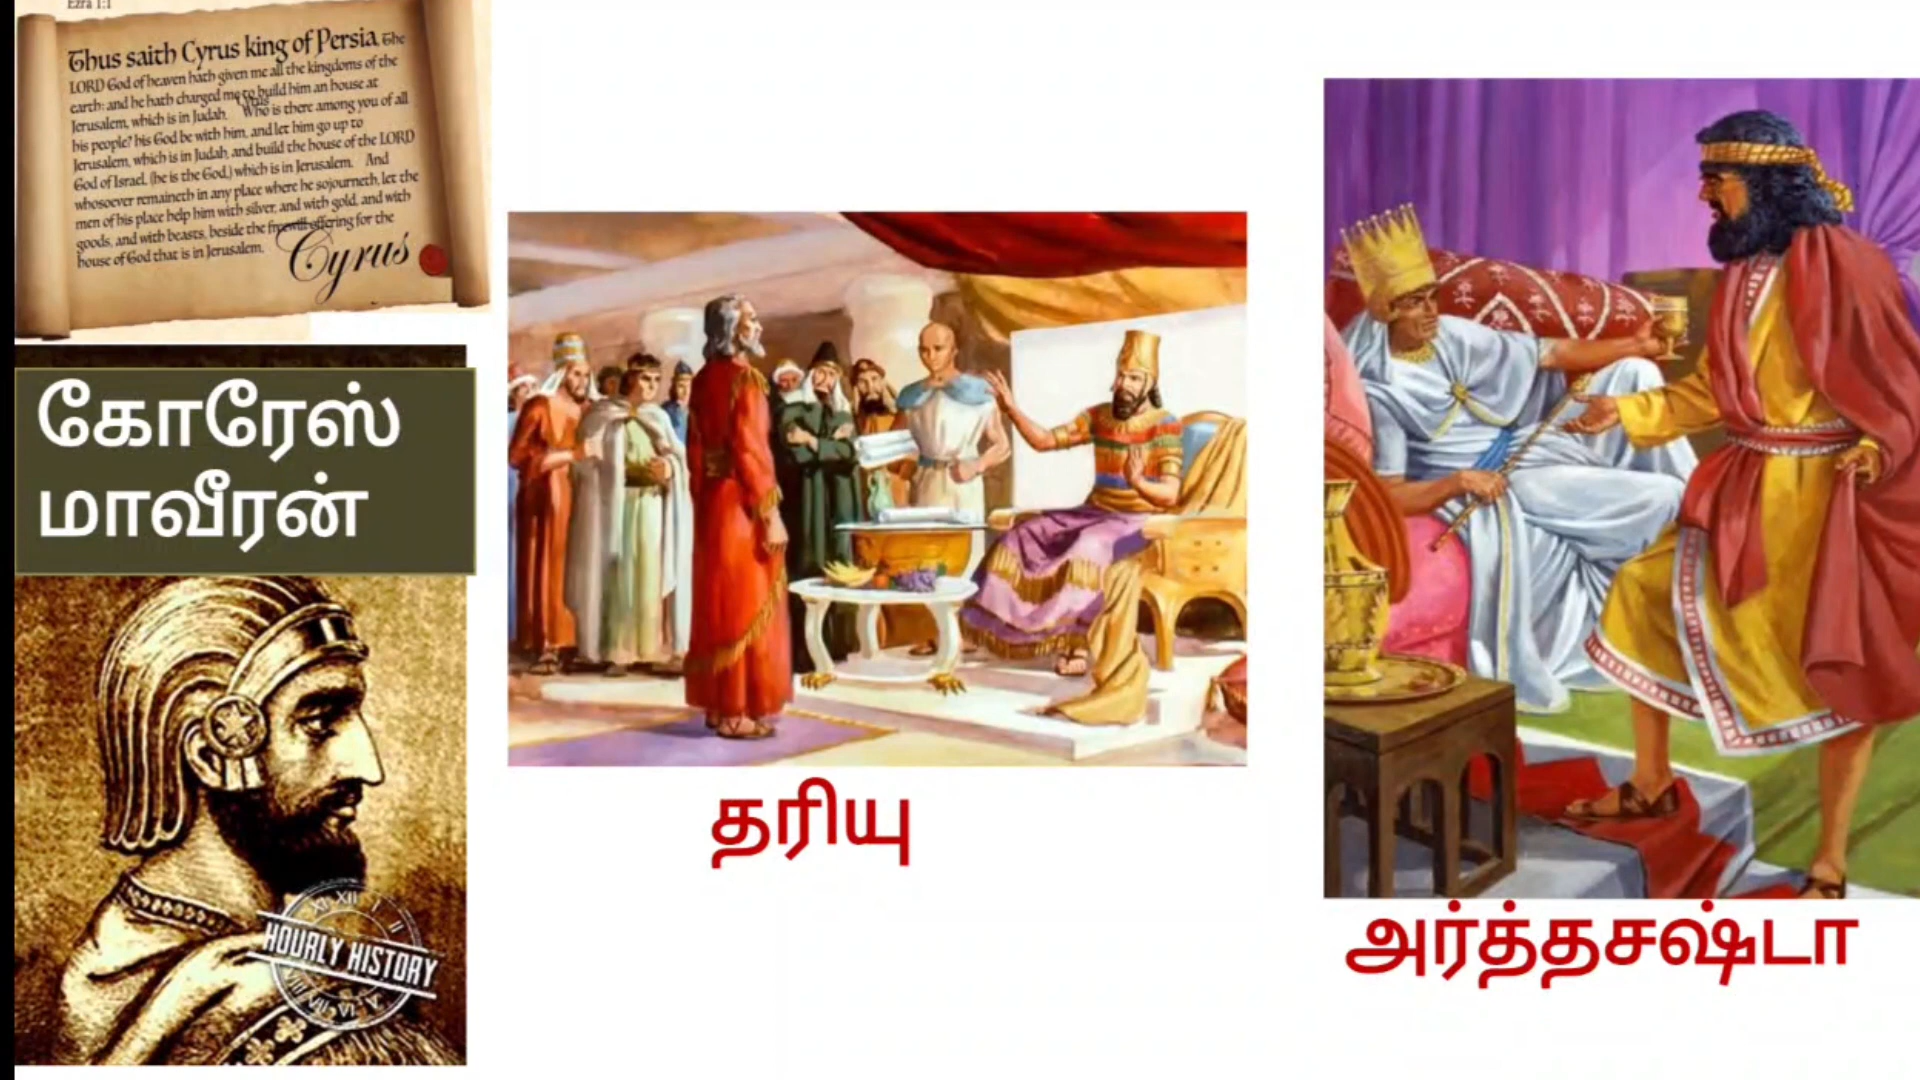 Ezra 1:1
Thus saith Cyrus king of Persia, The
LORD God of heaven hath given me all the kingdoms of the
earth; and he hath charged me to build him an house at
Jerusalem, which is in Judah. Who is there among you of all
his people? his God be with him, and let him go up to
Jerusalem, which is in Judah, and build the house of the LORD
God of Israel, (he is the God,) which is in Jerusalem. And
whosoever remaineth in any place where he sojourneth, let the
men of his place help him with silver, and with gold, and with
goods, and with beasts, beside the freewill offering for the
house of God that is in Jerusalem.
Cyrus
கோரேஸ்
மாவீரன்
HOURLY HISTORY
தரியு
அர்த்தசஷ்டா